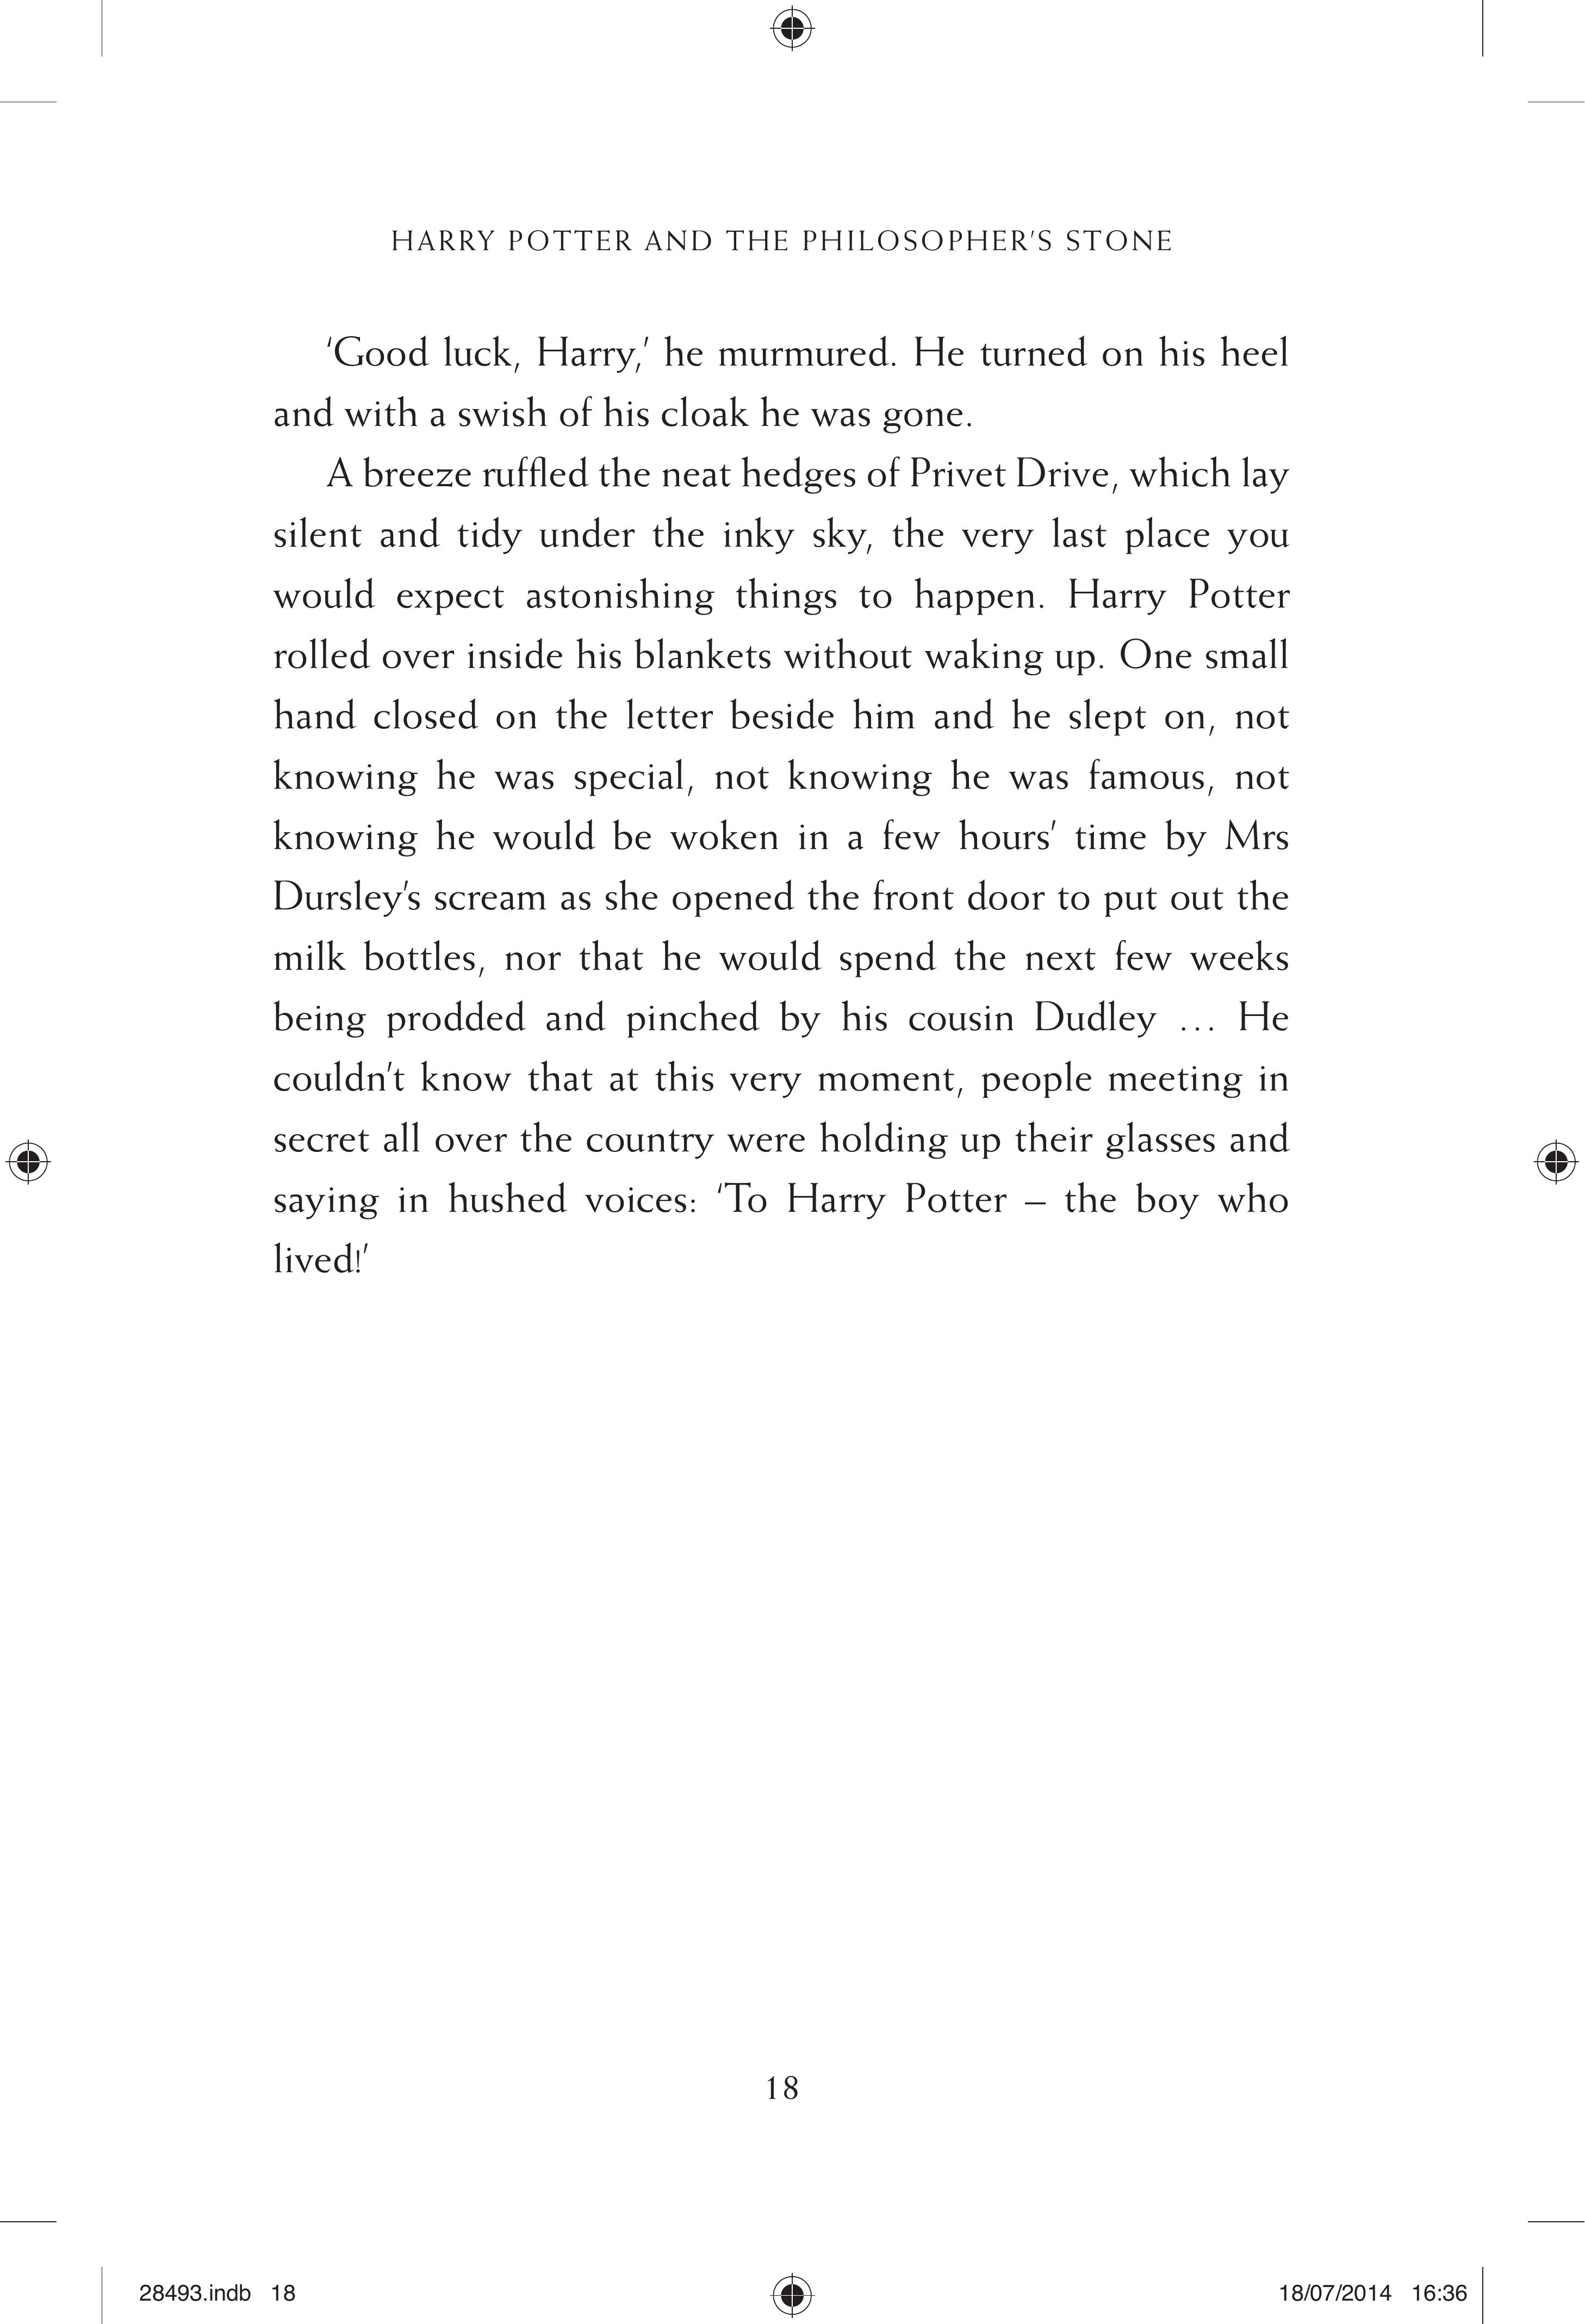 HARRY POTTER AND THE PHILOSOPHER'S STONE
‘Good luck, Harry,’ he murmured. He turned on his heel
and with a swish of his cloak he was gone.
A breeze ruffled the neat hedges of Privet Drive, which lay
silent and tidy under the inky sky, the very last place you
would expect astonishing things to happen. Harry Potter
rolled over inside his blankets without waking up. One small
hand closed on the letter beside him and he slept on, not
knowing he was special, not knowing he was famous, not
knowing he would be woken in a few hours’ time by Mrs
Dursley’s scream as she opened the front door to put out the
milk bottles, nor that he would spend the next few weeks
being prodded and pinched by his cousin Dudley … He
couldn’t know that at this very moment, people meeting in
secret all over the country were holding up their glasses and
saying in hushed voices: ‘To Harry Potter – the boy who
lived!’
18
28493.indb 18
18/07/2014 16:36